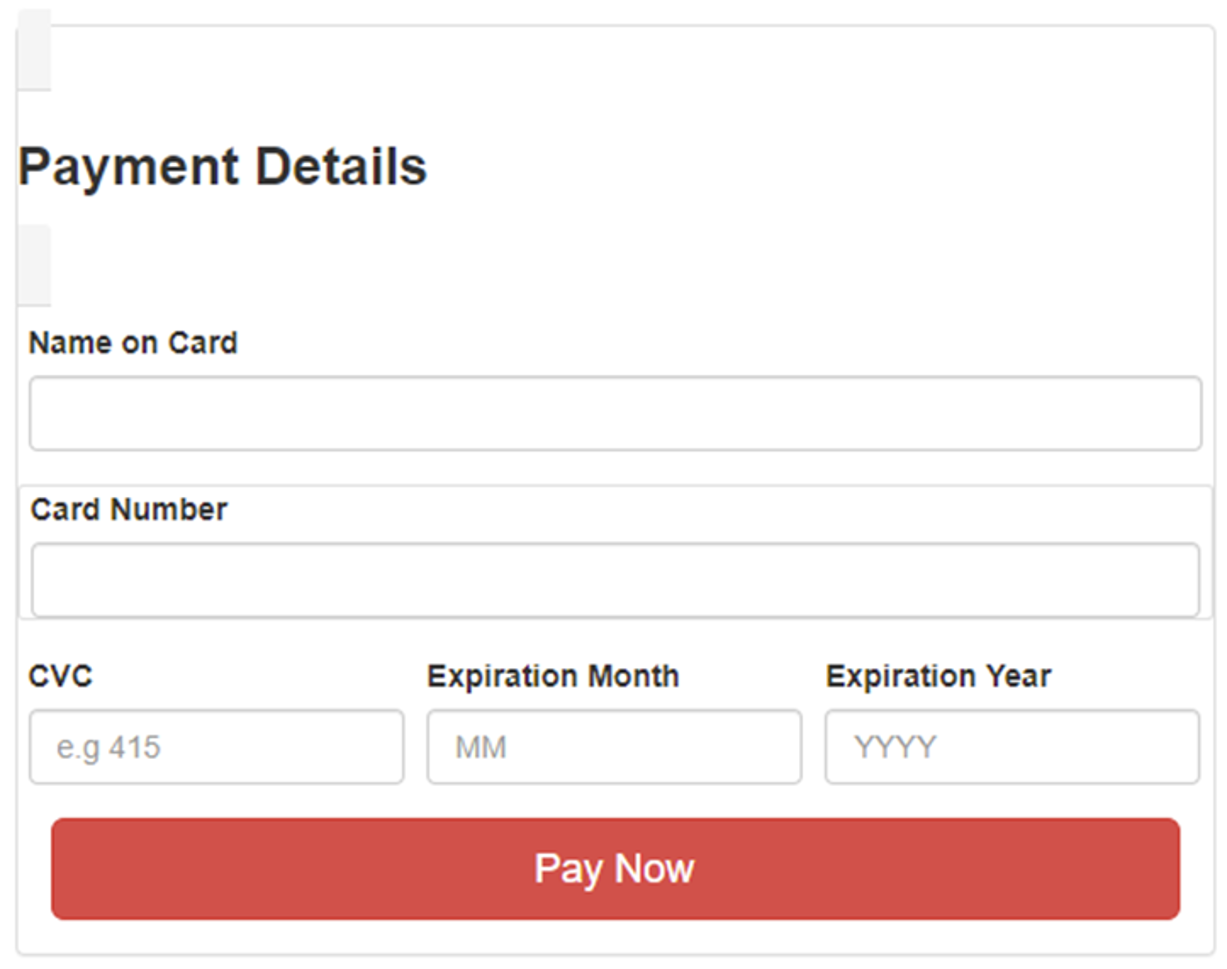 Payment Details
Name on Card
Card Number
CVC Expiration Month Expiration Year
e.g 415 MM YYYY
Pay Now